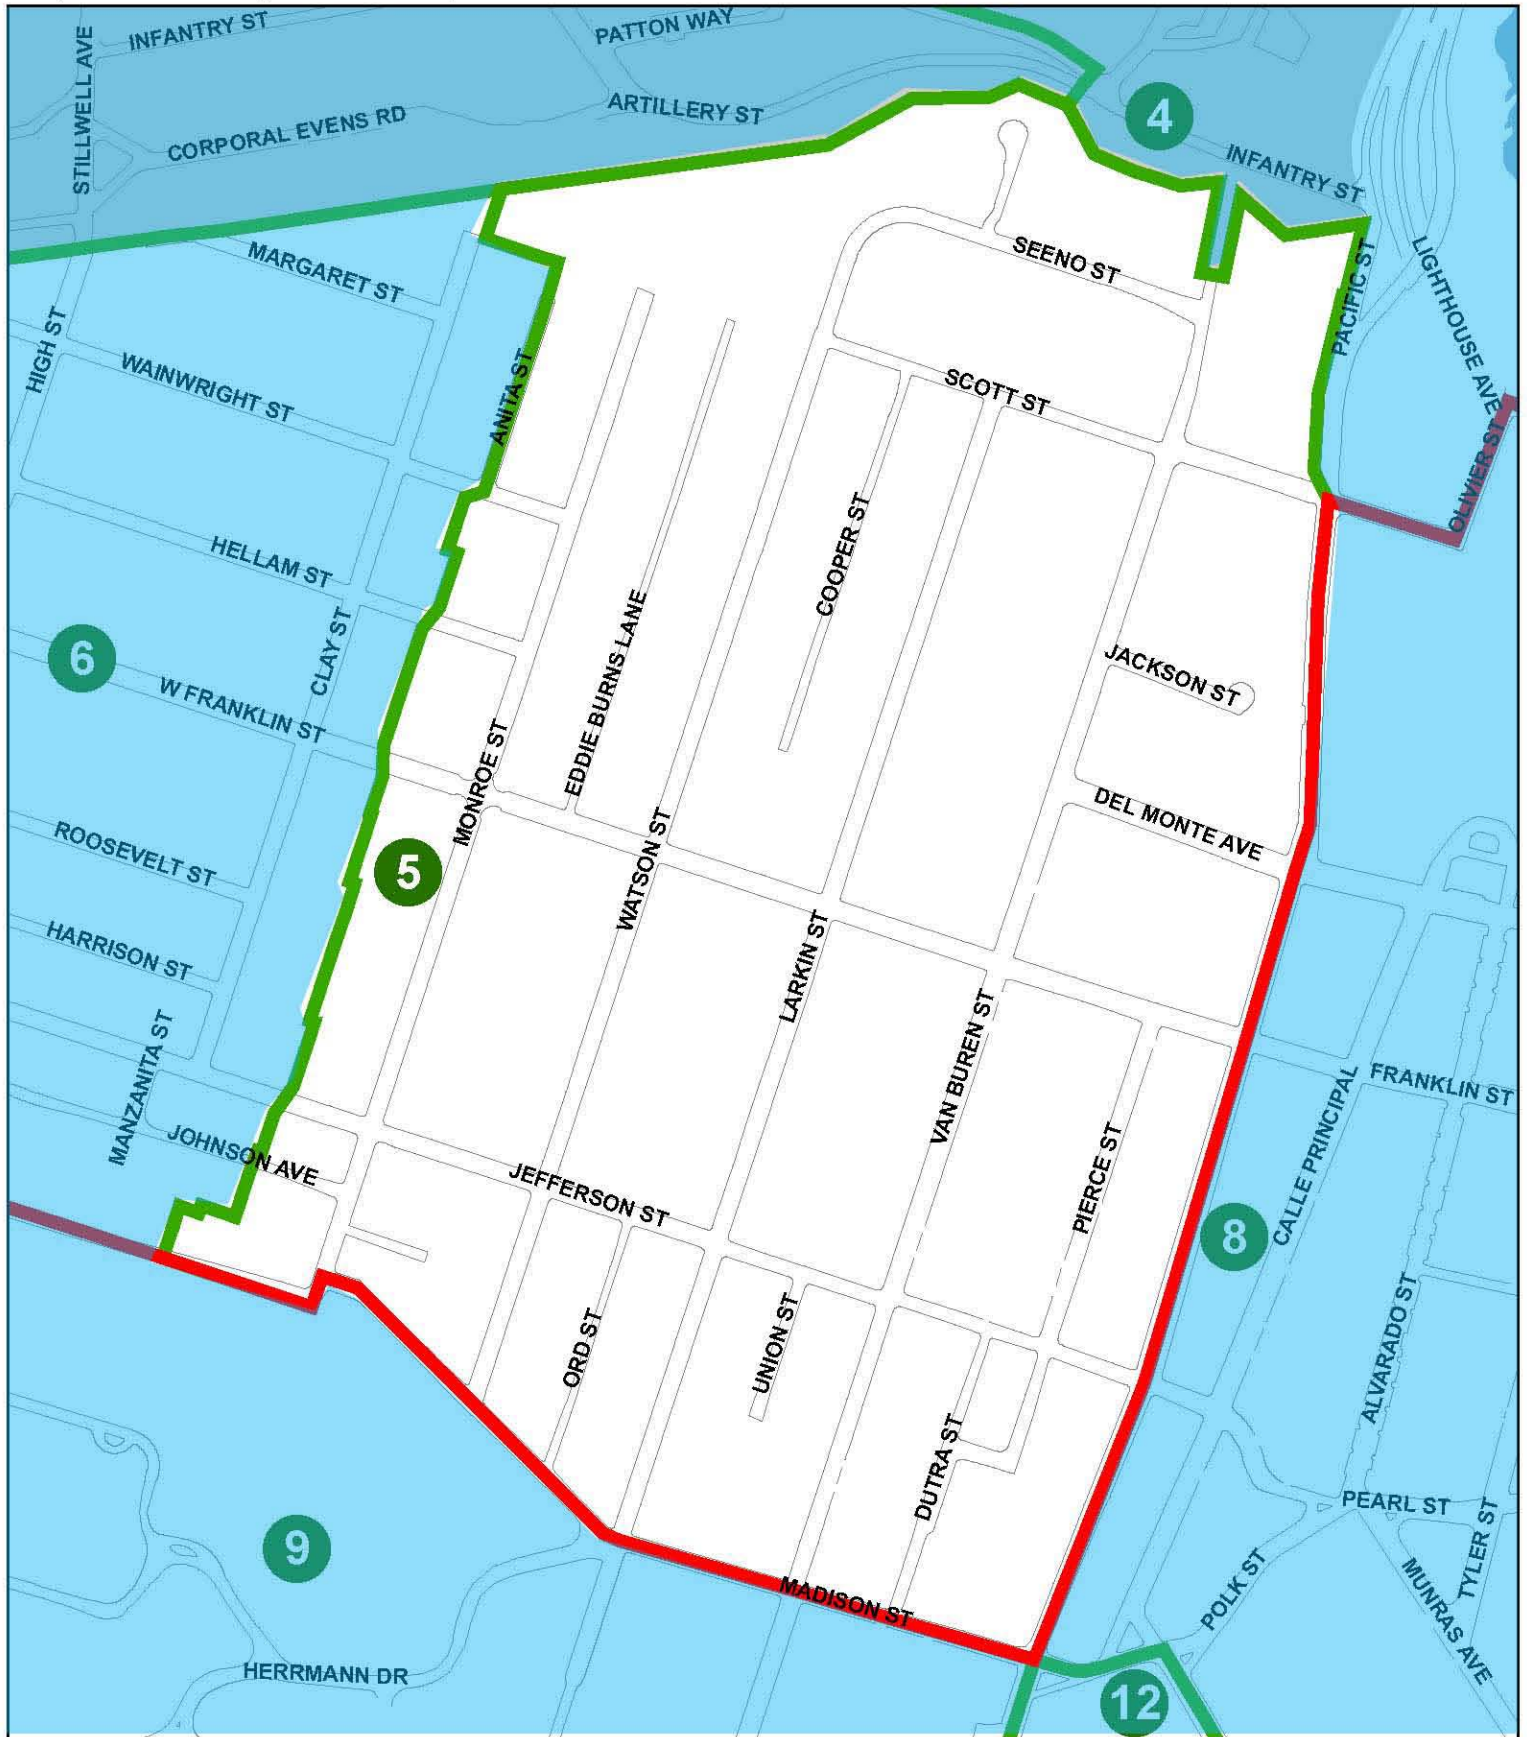 INFANTRY ST
PATTON WAY
STILLWELL AVE
ARTILLERY ST
CORPORAL EVENS RD
4
INFANTRY ST
MARGARET ST
SEENO ST
PACIFIC ST
LIGHTHOUSE AVE
HIGH ST
WAINWRIGHT ST
ANITA ST
SCOTT ST
OLIVIER ST
HELLAM ST
COOPER ST
6
CLAY ST
EDDIE BURNS LANE
JACKSON ST
W FRANKLIN ST
MONROE ST
DEL MONTE AVE
ROOSEVELT ST
5
WATSON ST
HARRISON ST
LARKIN ST
MANZANITA ST
VAN BUREN ST
FRANKLIN ST
JOHNSON AVE
JEFFERSON ST
PIERCE ST
CALLE PRINCIPAL
8
ORD ST
UNION ST
ALVARADO ST
DUTRA ST
PEARL ST
9
TYLER ST
MADISON ST
POLK ST
MUNRAS AVE
HERRMANN DR
12
4